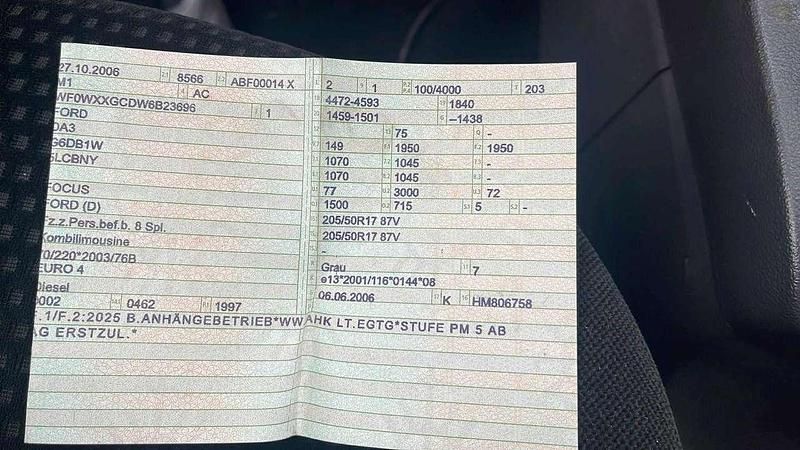 27.10.2006 8566 ABF00014 X
M1 AC
WF0WXXGCDW6B23696 1
FORD
DA3
G6DB1W
5LCBNY
FOCUS
FORD (D)
Fz.z.Pers.bef.b. 8 Spl.
Kombilimousine
70/220*2003/76B
EURO 4
Diesel
0002 0462 1997
F.1/F.2:2025 B.ANHÄNGEBETRIEB*WW AHK LT.EGTG*STUFE PM 5 AB
AG ERSTZUL.*
2 1 100/4000 203
4472-4593 1840
1459-1501 –1438
75 -
149 1950 1950
1070 1045 -
1070 1045 -
77 3000 72
1500 715 5 -
205/50R17 87V
205/50R17 87V
-
Grau 7
e13*2001/116*0144*08
06.06.2006 K HM806758